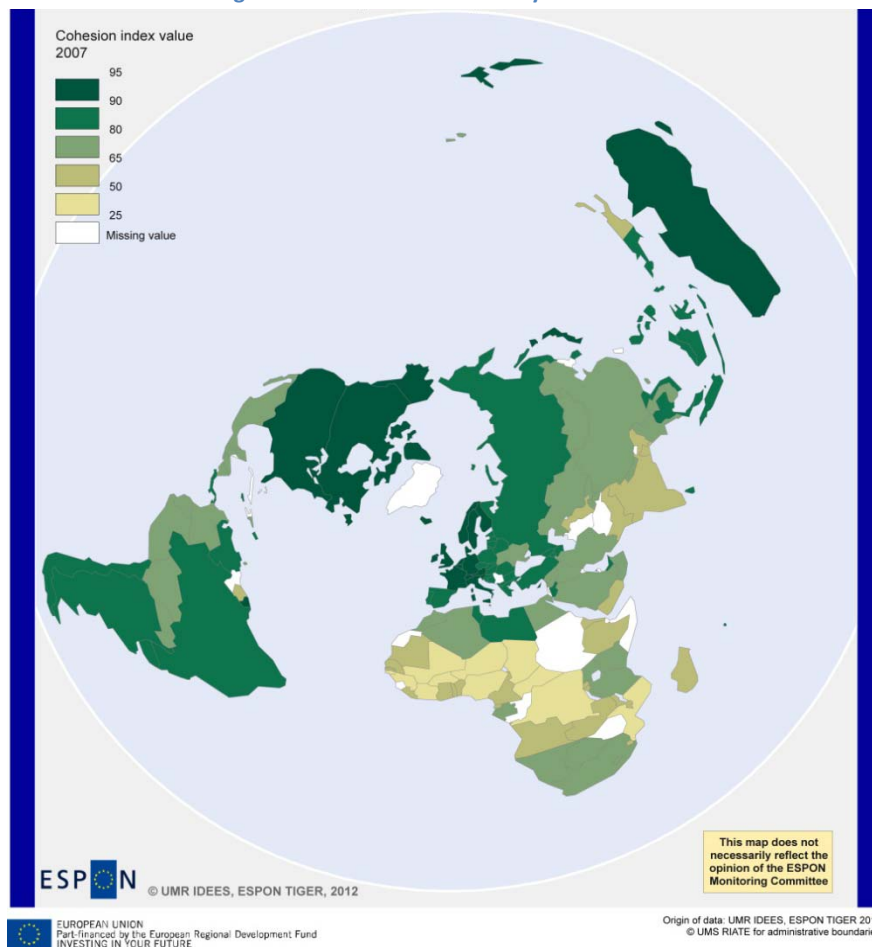 Cohesion index value
2007
95
90
80
65
50
25
Missing value
This map does not
necessarily reflect the
opinion of the ESPON
Monitoring Committee
ESPON
© UMR IDEES, ESPON TIGER, 2012
EUROPEAN UNION
Part-financed by the European Regional Development Fund
INVESTING IN YOUR FUTURE
Origin of data: UMR IDEES, ESPON TIGER 201
© UMS RIATE for administrative boundarie